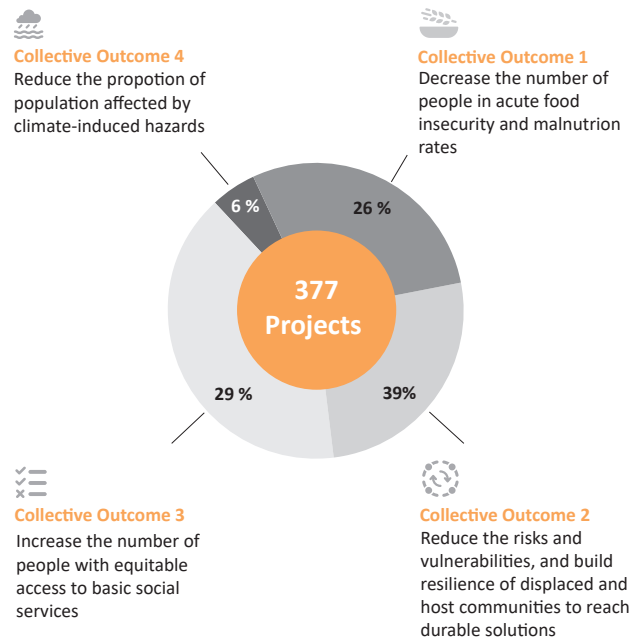 Collective Outcome 4
Reduce the propotion of
population affected by
climate-induced hazards
Collective Outcome 1
Decrease the number of
people in acute food
insecurity and malnutrion
rates
6 %
26 %
377
Projects
29 %
39%
Collective Outcome 3
Increase the number of
people with equitable
access to basic social
services
Collective Outcome 2
Reduce the risks and
vulnerabilities, and build
resilience of displaced and
host communities to reach
durable solutions